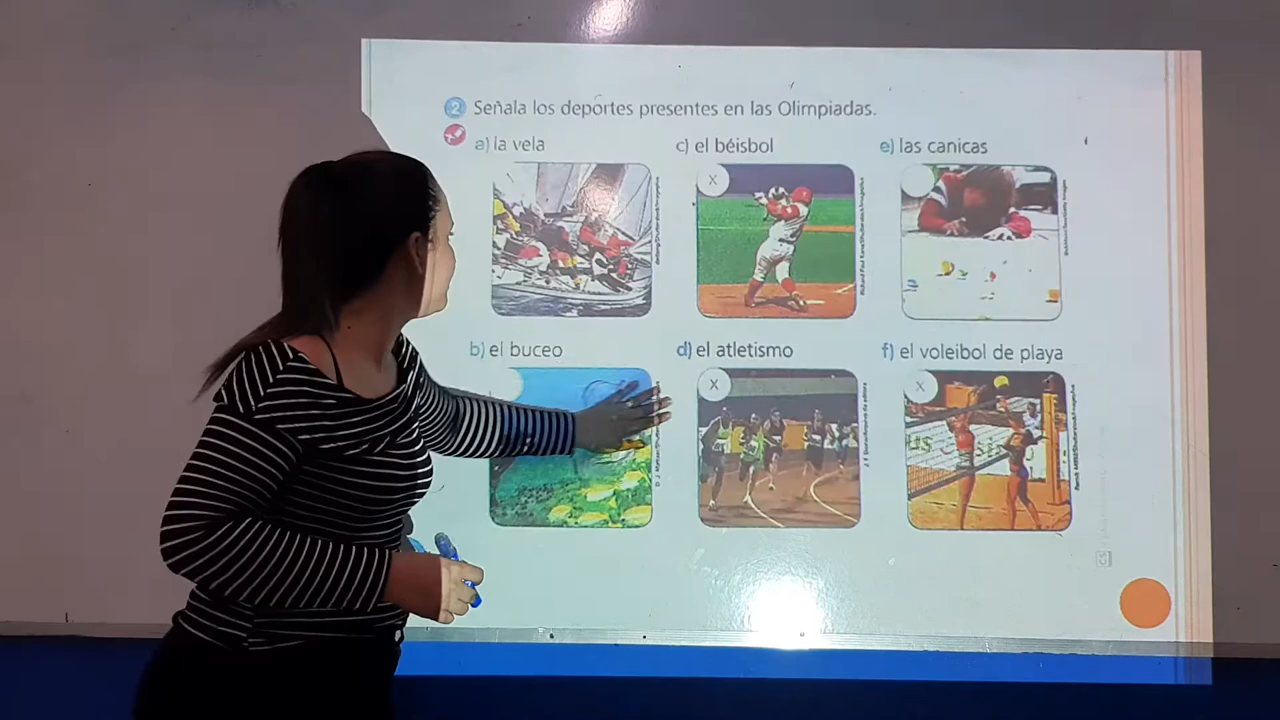 2 Señala los deportes presentes en las Olimpiadas.
a) la vela
c) el béisbol
e) las canicas
X
b) el buceo
d) el atletismo
f) el voleibol de playa
X
X